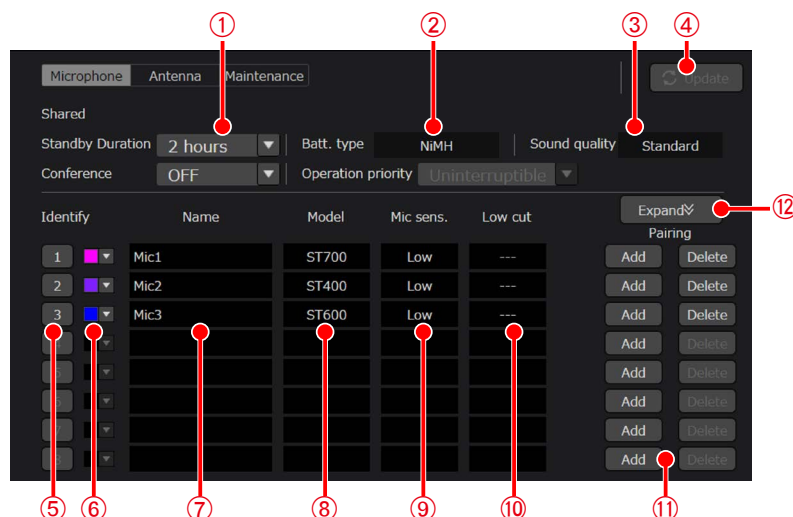 ① ② ③ ④
Microphone Antenna Maintenance Update
Shared
Standby Duration 2 hours Batt. type NiMH Sound quality Standard
Conference OFF Operation priority Uninterruptible
Identify Name Model Mic sens. Low cut Expand ⑫
Pairing
1 Mic1 ST700 Low --- Add Delete
2 Mic2 ST400 Low --- Add Delete
3 Mic3 ST600 Low --- Add Delete
Add Delete
Add Delete
Add Delete
Add Delete
Add Delete
⑤ ⑥ ⑦ ⑧ ⑨ ⑩ ⑪